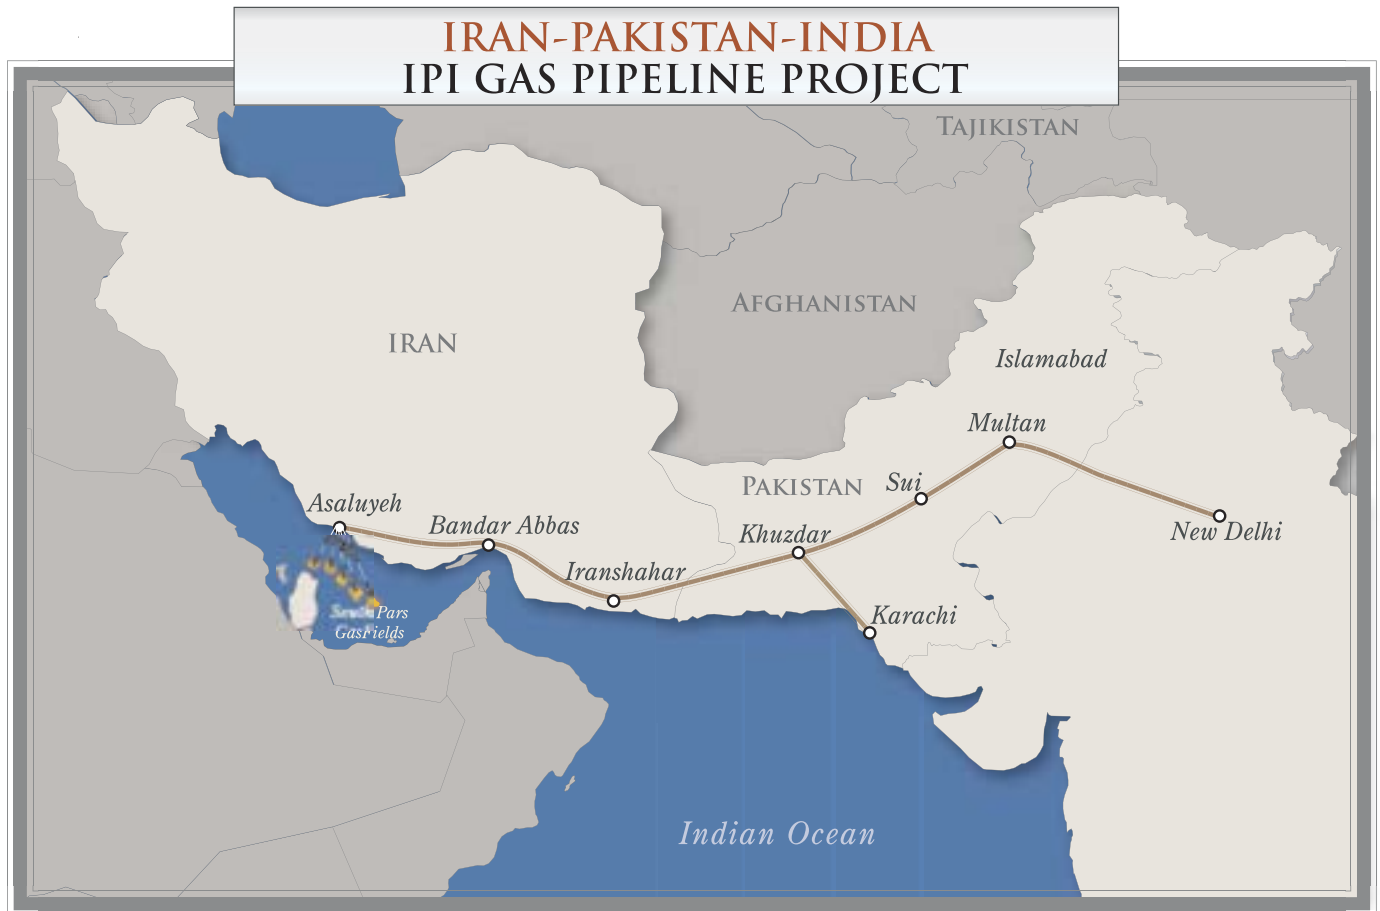 IRAN-PAKISTAN-INDIA
IPI GAS PIPELINE PROJECT
TAJIKISTAN
AFGHANISTAN
IRAN
Islamabad
Multan
PAKISTAN
Sui
Asaluyeh
Bandar Abbas
Khuzdar
New Delhi
Iranshahar
South Pars
GasFields
Karachi
Indian Ocean